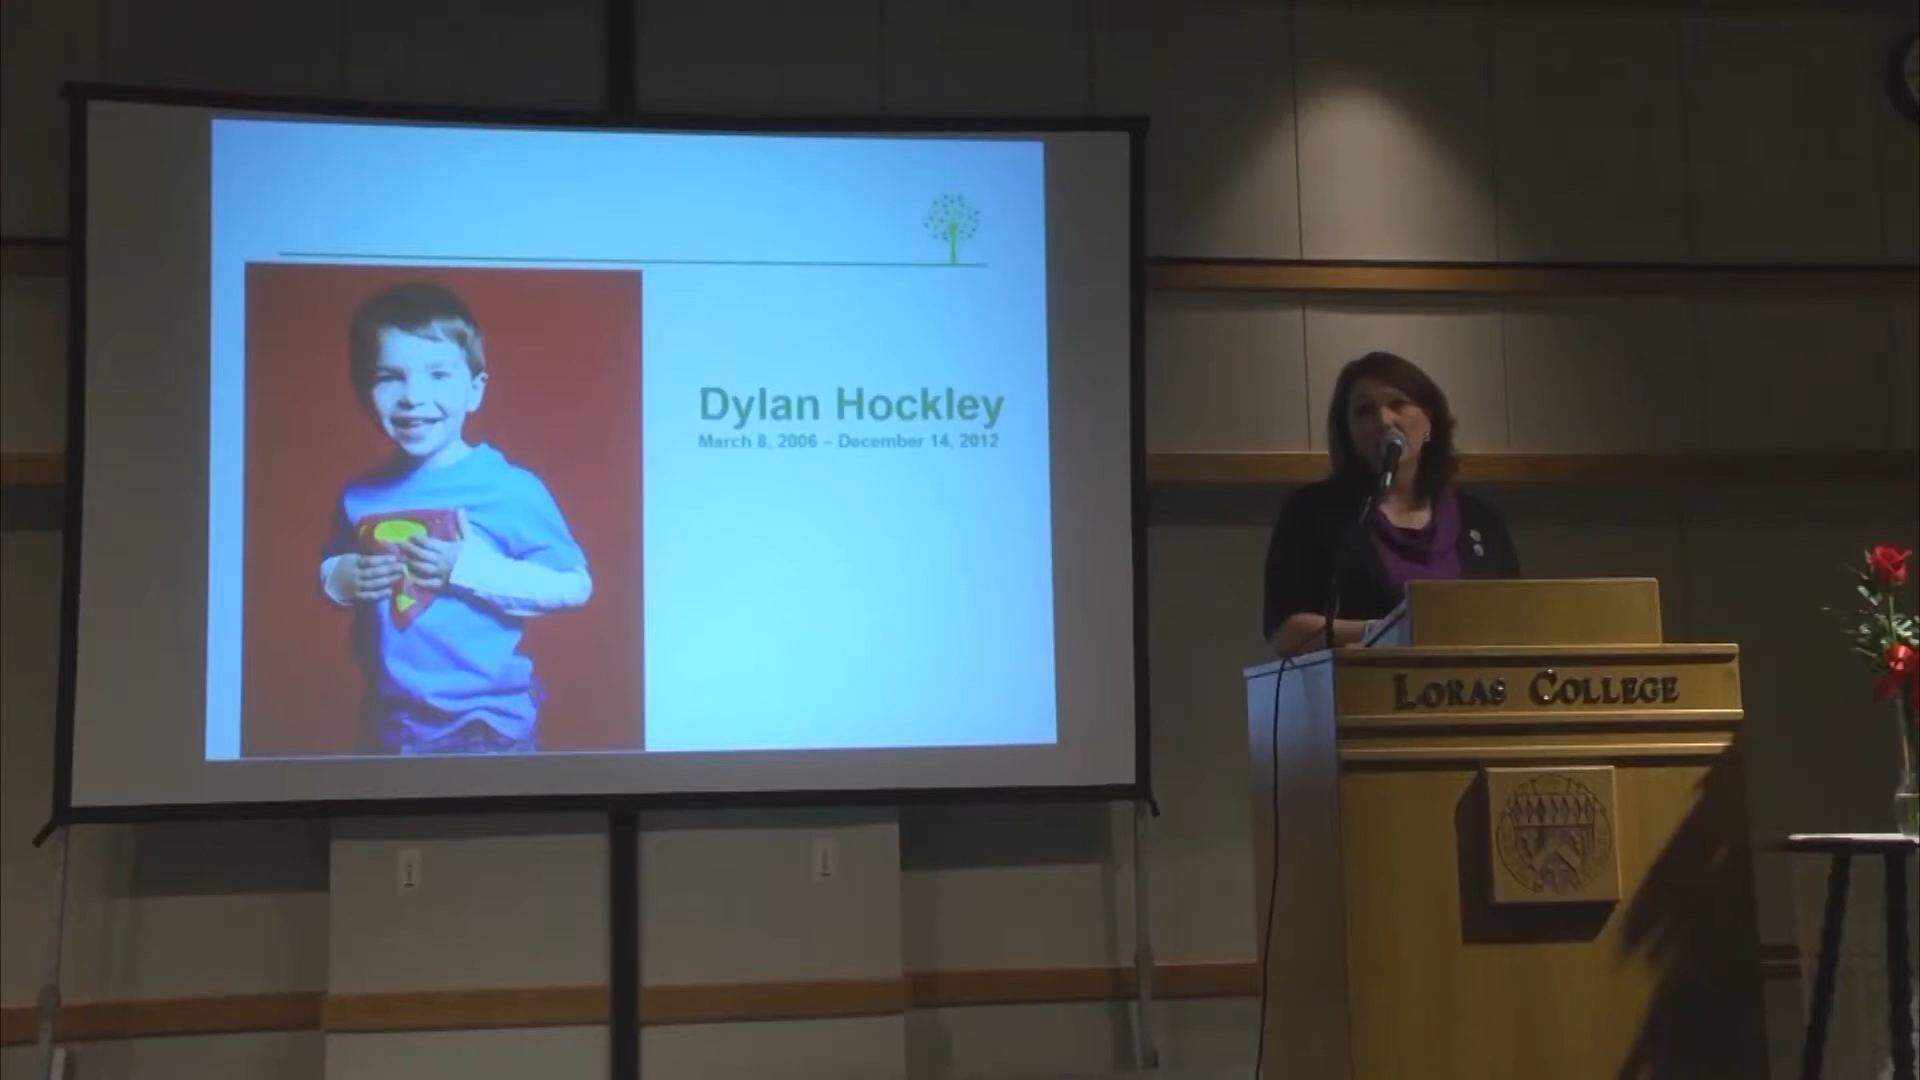 Dylan Hockley
March 8, 2006 – December 14, 2012
LORAS COLLEGE